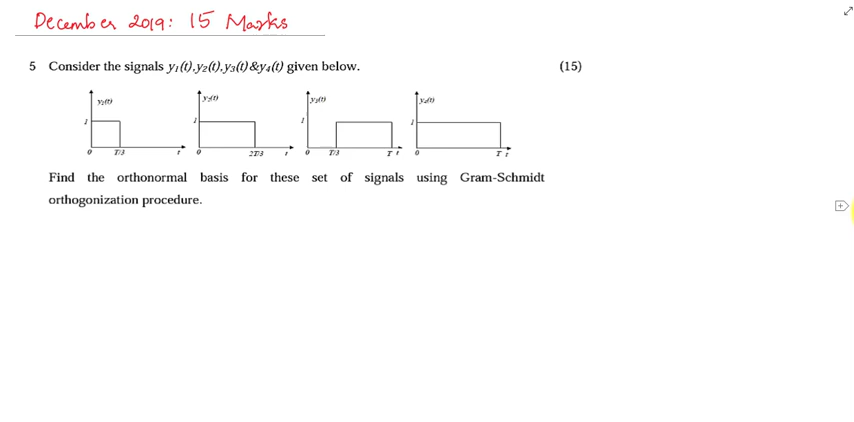 December 2019: 15 Marks
5 Consider the signals y1(t),y2(t),y3(t)&y4(t) given below. (15)
y2(t) y2(t) y3(t) y4(t)
1 1 1 1
0 T/3 t 0 2T/3 t 0 T/3 T t 0 T t
Find the orthonormal basis for these set of signals using Gram-Schmidt
orthogonization procedure.